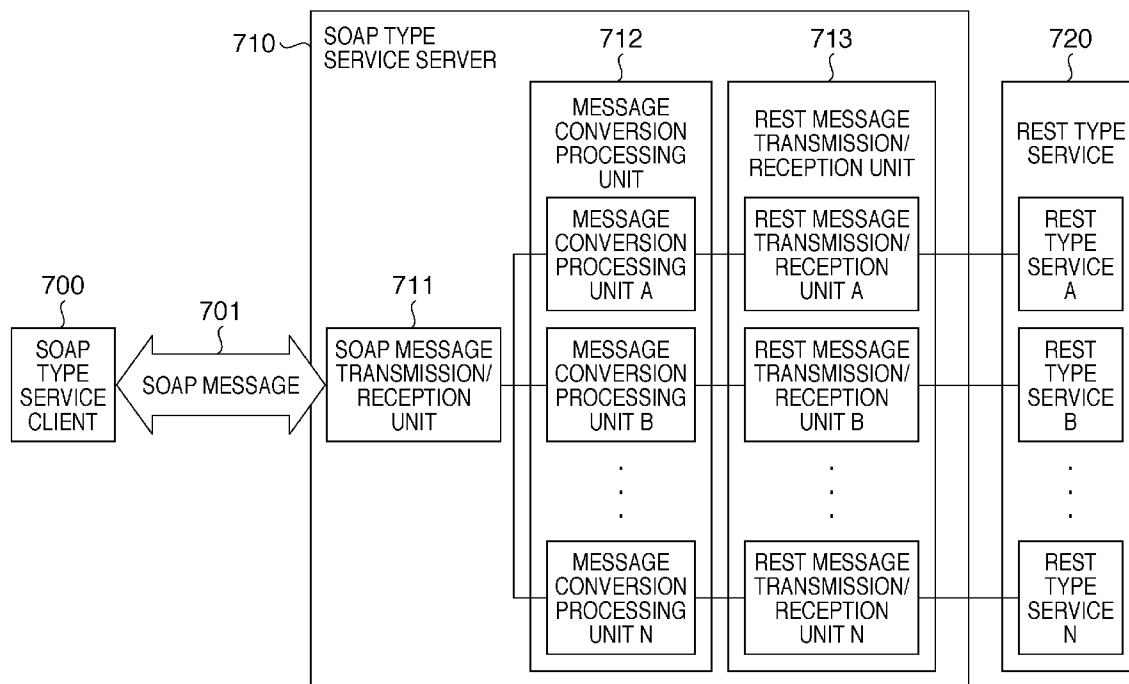 710
SOAP TYPE
SERVICE SERVER
712
MESSAGE
CONVERSION
PROCESSING
UNIT
713
REST MESSAGE
TRANSMISSION/
RECEPTION UNIT
720
REST TYPE
SERVICE
MESSAGE
CONVERSION
PROCESSING
UNIT A
REST MESSAGE
TRANSMISSION/
RECEPTION
UNIT A
REST
TYPE
SERVICE
A
700
SOAP
TYPE
SERVICE
CLIENT
701
SOAP MESSAGE
711
SOAP MESSAGE
TRANSMISSION/
RECEPTION
UNIT
MESSAGE
CONVERSION
PROCESSING
UNIT B
REST MESSAGE
TRANSMISSION/
RECEPTION
UNIT B
REST
TYPE
SERVICE
B
MESSAGE
CONVERSION
PROCESSING
UNIT N
REST MESSAGE
TRANSMISSION/
RECEPTION
UNIT N
REST
TYPE
SERVICE
N